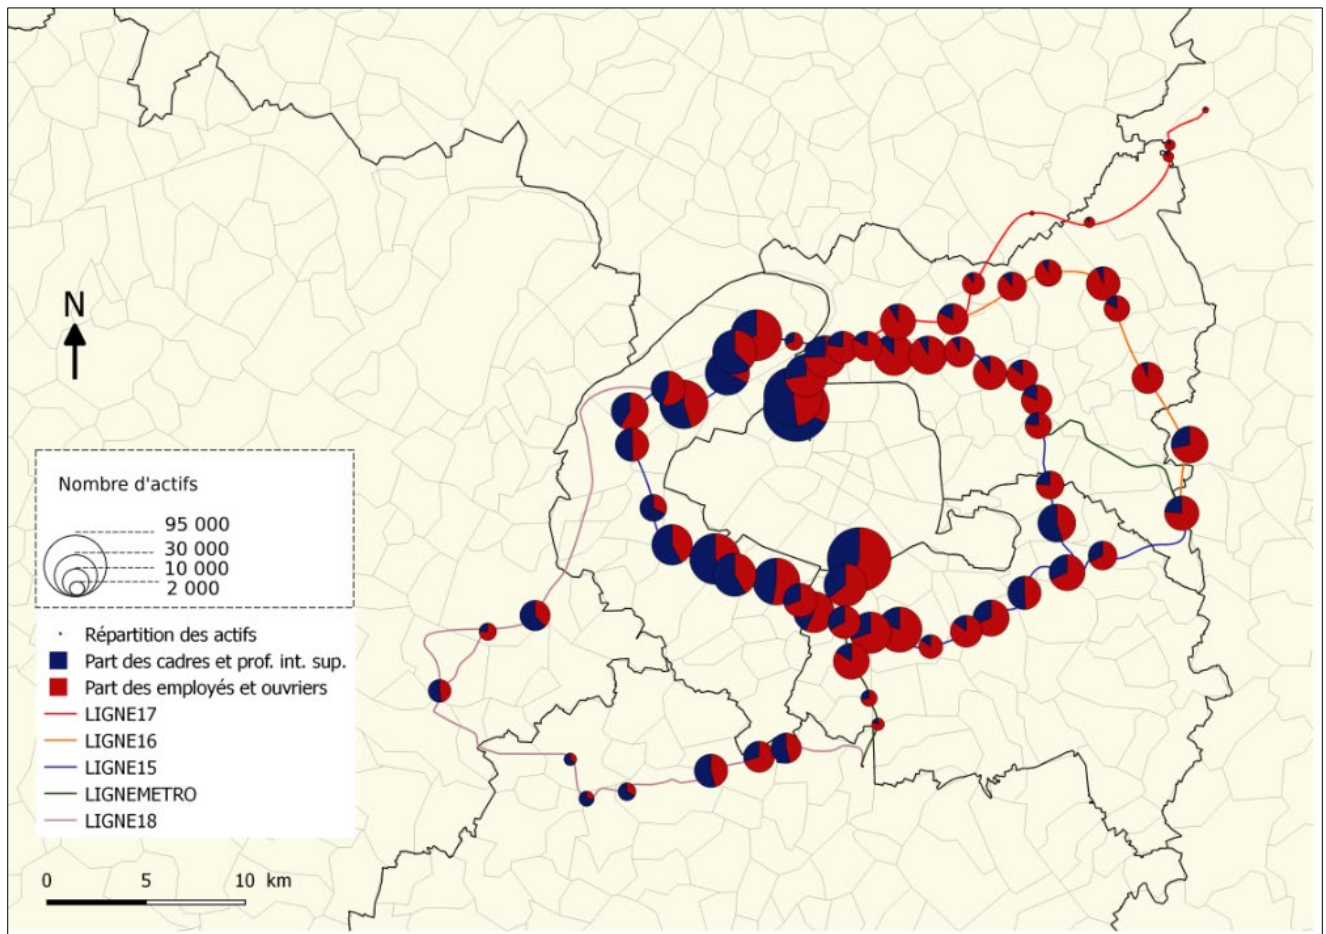 N
Nombre d'actifs
95 000
30 000
10 000
2 000
Répartition des actifs
Part des cadres et prof. int. sup.
Part des employés et ouvriers
LIGNE17
LIGNE16
LIGNE15
LIGNEMETRO
LIGNE18
0 5 10 km